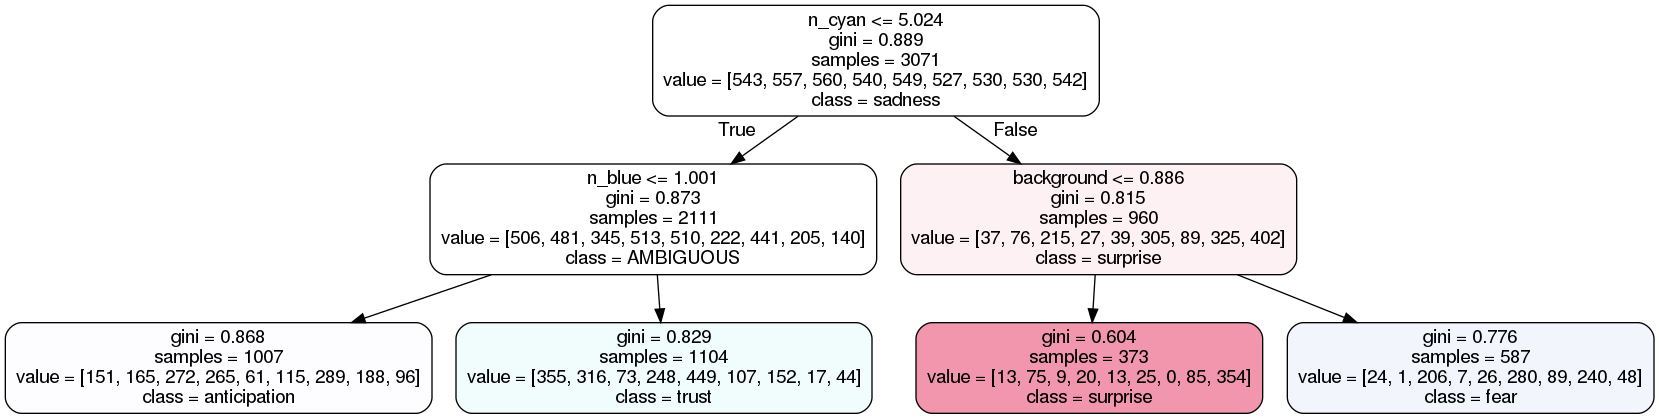 n_cyan <= 5.024
gini = 0.889
samples = 3071
value = [543, 557, 560, 540, 549, 527, 530, 530, 542]
class = sadness
True
False
n_blue <= 1.001
gini = 0.873
samples = 2111
value = [506, 481, 345, 513, 510, 222, 441, 205, 140]
class = AMBIGUOUS
background <= 0.886
gini = 0.815
samples = 960
value = [37, 76, 215, 27, 39, 305, 89, 325, 402]
class = surprise
gini = 0.868
samples = 1007
value = [151, 165, 272, 265, 61, 115, 289, 188, 96]
class = anticipation
gini = 0.829
samples = 1104
value = [355, 316, 73, 248, 449, 107, 152, 17, 44]
class = trust
gini = 0.604
samples = 373
value = [13, 75, 9, 20, 13, 25, 0, 85, 354]
class = surprise
gini = 0.776
samples = 587
value = [24, 1, 206, 7, 26, 280, 89, 240, 48]
class = fear